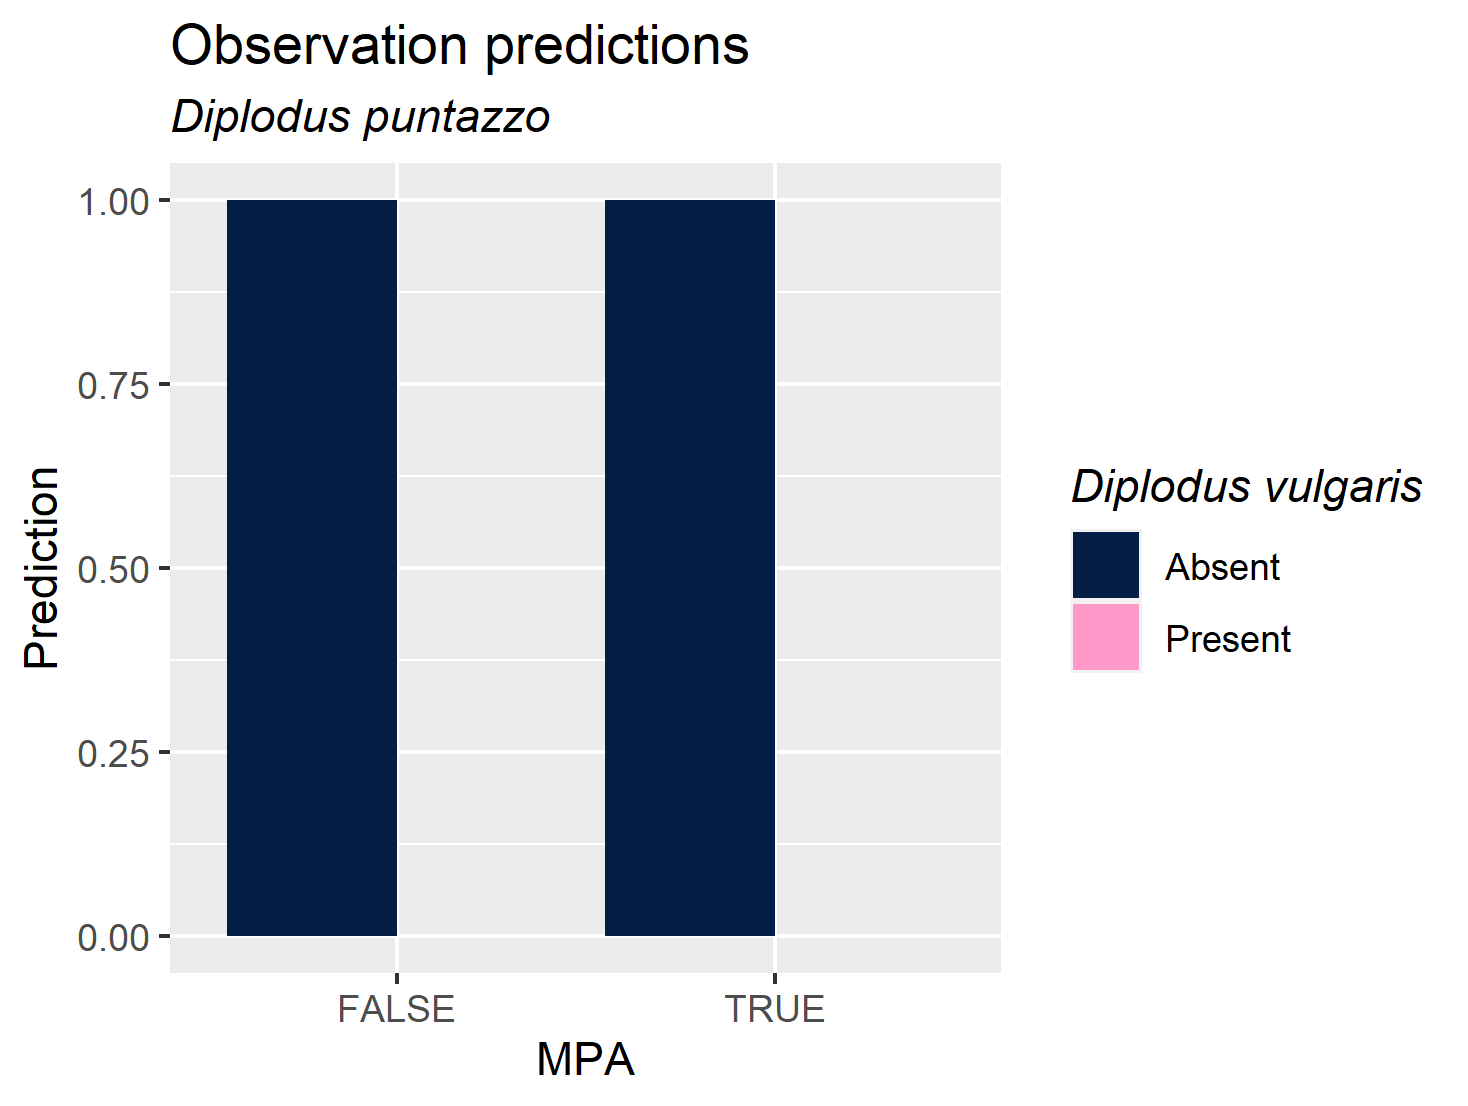 Observation predictions
Diplodus puntazzo
1.00
0.75
0.50
0.25
0.00
Prediction
FALSE
TRUE
MPA
Diplodus vulgaris
Absent
Present